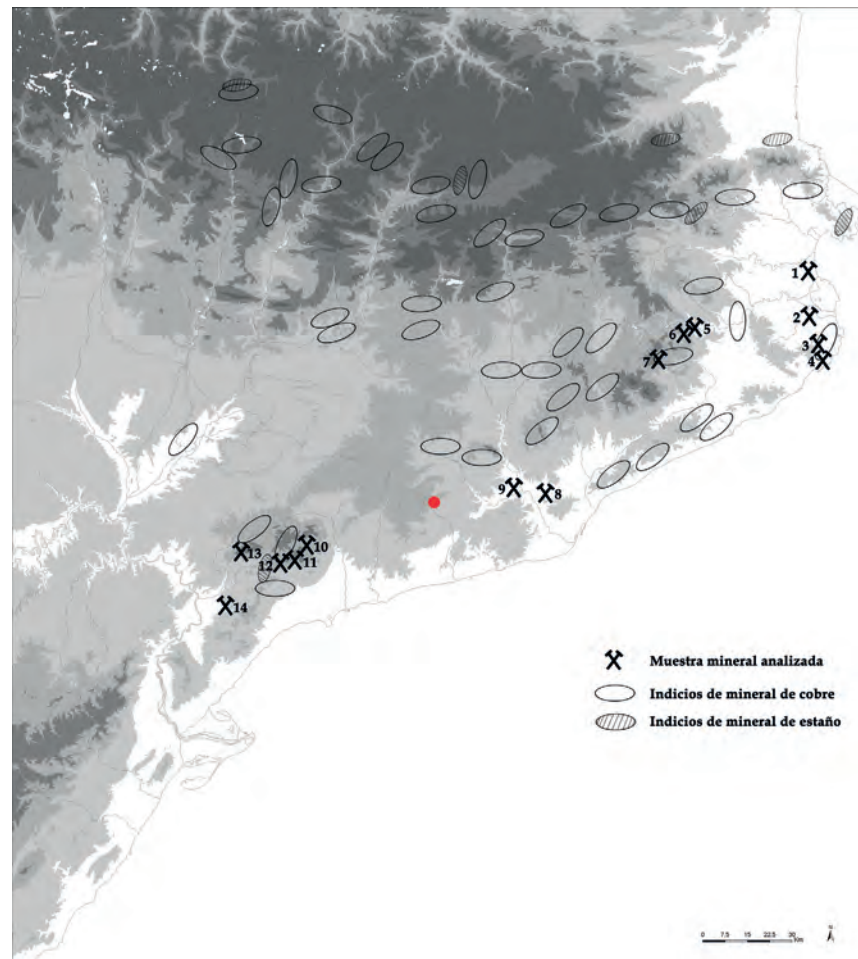 1
2
3
4
6 5
7
9 8
10
13
12 11
14
Muestra mineral analizada
Indicios de mineral de cobre
Indicios de mineral de estaño
N
0 7.5 15 22.5 30
Km